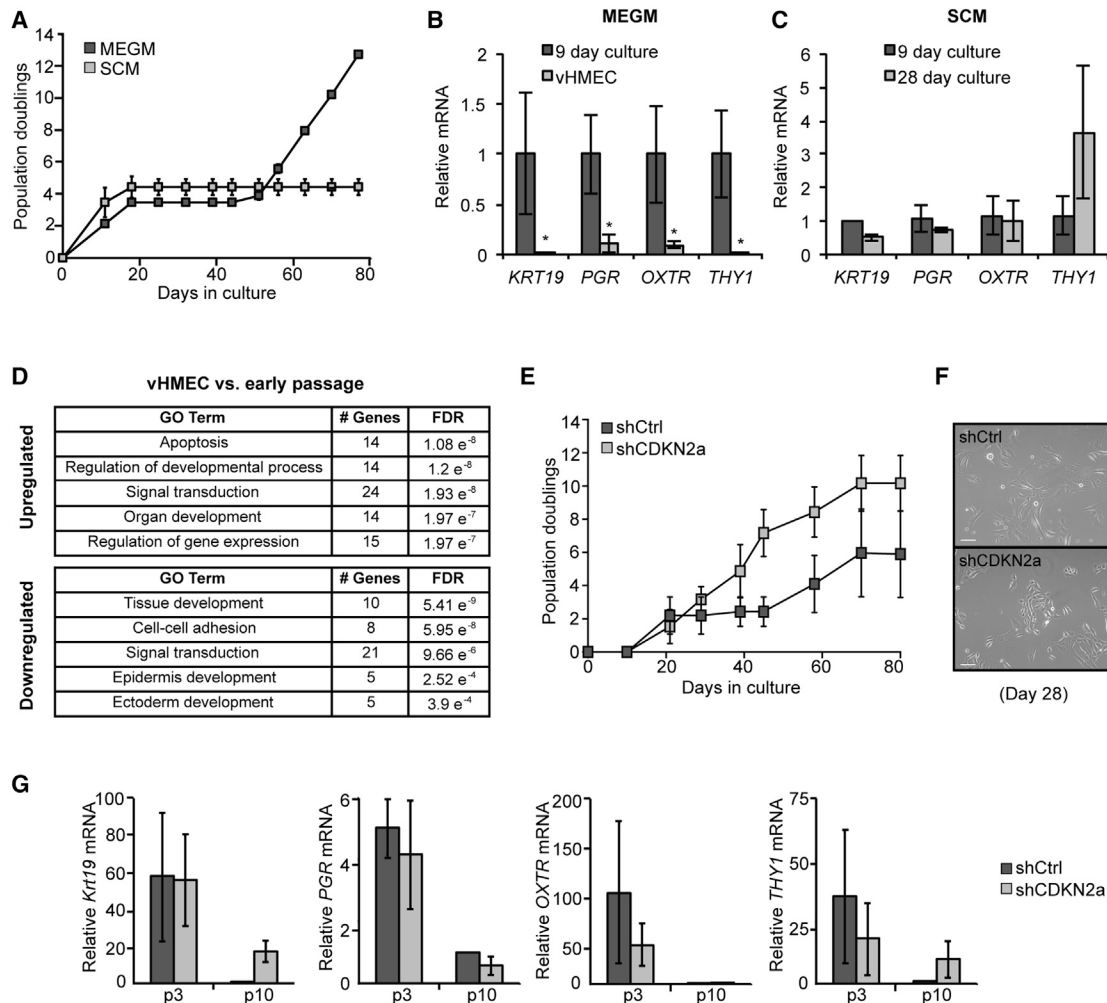 A
MEGM
SCM
Population doublings
14
12
10
8
6
4
2
0
0 20 40 60 80
Days in culture
B
MEGM
9 day culture
vHMEC
Relative mRNA
2
1.5
1
0.5
0
KRT19 PGR OXTR THY1
* * * *
C
SCM
9 day culture
28 day culture
Relative mRNA
6
5
4
3
2
1
0
KRT19 PGR OXTR THY1
D
vHMEC vs. early passage
Upregulated
GO Term # Genes FDR
Apoptosis 14 1.08 e-8
Regulation of developmental process 14 1.2 e-8
Signal transduction 24 1.93 e-8
Organ development 14 1.97 e-7
Regulation of gene expression 15 1.97 e-7
Downregulated
GO Term # Genes FDR
Tissue development 10 5.41 e-9
Cell-cell adhesion 8 5.95 e-8
Signal transduction 21 9.66 e-6
Epidermis development 5 2.52 e-4
Ectoderm development 5 3.9 e-4
E
shCtrl
shCDKN2a
Population doublings
14
12
10
8
6
4
2
0
0 20 40 60 80
Days in culture
F
shCtrl
shCDKN2a
(Day 28)
G
Relative Krt19 mRNA
100
80
60
40
20
0
p3 p10
Relative PGR mRNA
6
4
2
0
p3 p10
Relative OXTR mRNA
200
150
100
50
0
p3 p10
Relative THY1 mRNA
75
50
25
0
p3 p10
shCtrl
shCDKN2a